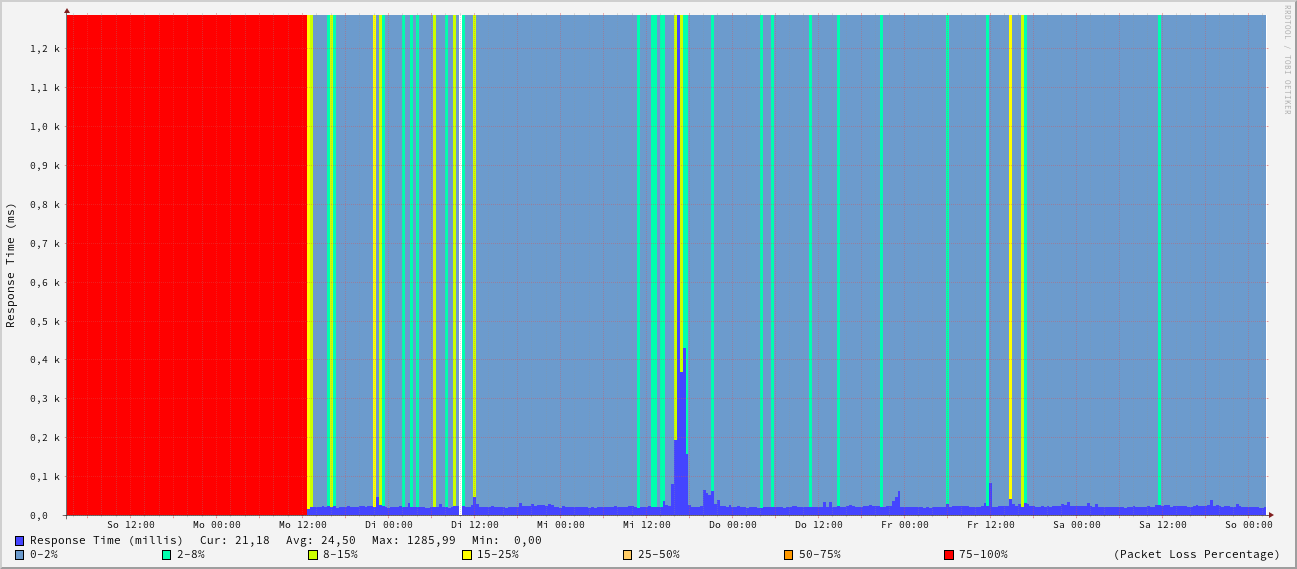 RRDTOOL / TOBI OETIKER
Response Time (ms)
1,2 k
1,1 k
1,0 k
0,9 k
0,8 k
0,7 k
0,6 k
0,5 k
0,4 k
0,3 k
0,2 k
0,1 k
0,0
So 12:00 Mo 00:00 Mo 12:00 Di 00:00 Di 12:00 Mi 00:00 Mi 12:00 Do 00:00 Do 12:00 Fr 00:00 Fr 12:00 Sa 00:00 Sa 12:00 So 00:00
Response Time (millis) Cur: 21,18 Avg: 24,50 Max: 1285,99 Min: 0,00
0-2% 2-8% 8-15% 15-25% 25-50% 50-75% 75-100% (Packet Loss Percentage)